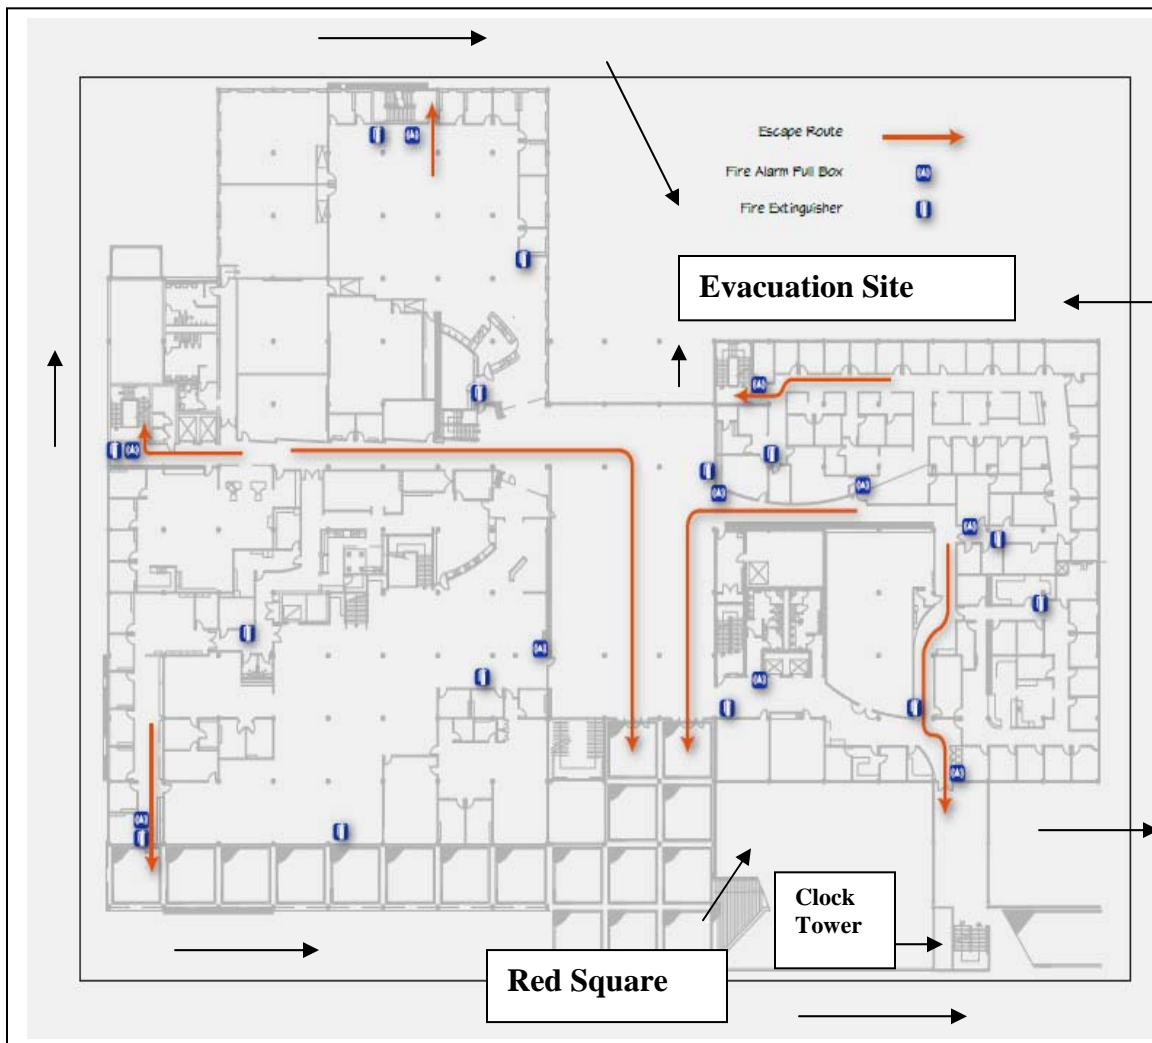 Escape Route
Fire Alarm Pull Box
Fire Extinguisher
Evacuation Site
Clock
Tower
Red Square